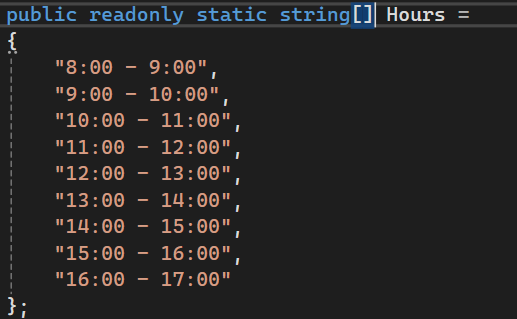 public readonly static string[] Hours =
{
"8:00 - 9:00",
"9:00 - 10:00",
"10:00 - 11:00",
"11:00 - 12:00",
"12:00 - 13:00",
"13:00 - 14:00",
"14:00 - 15:00",
"15:00 - 16:00",
"16:00 - 17:00"
};